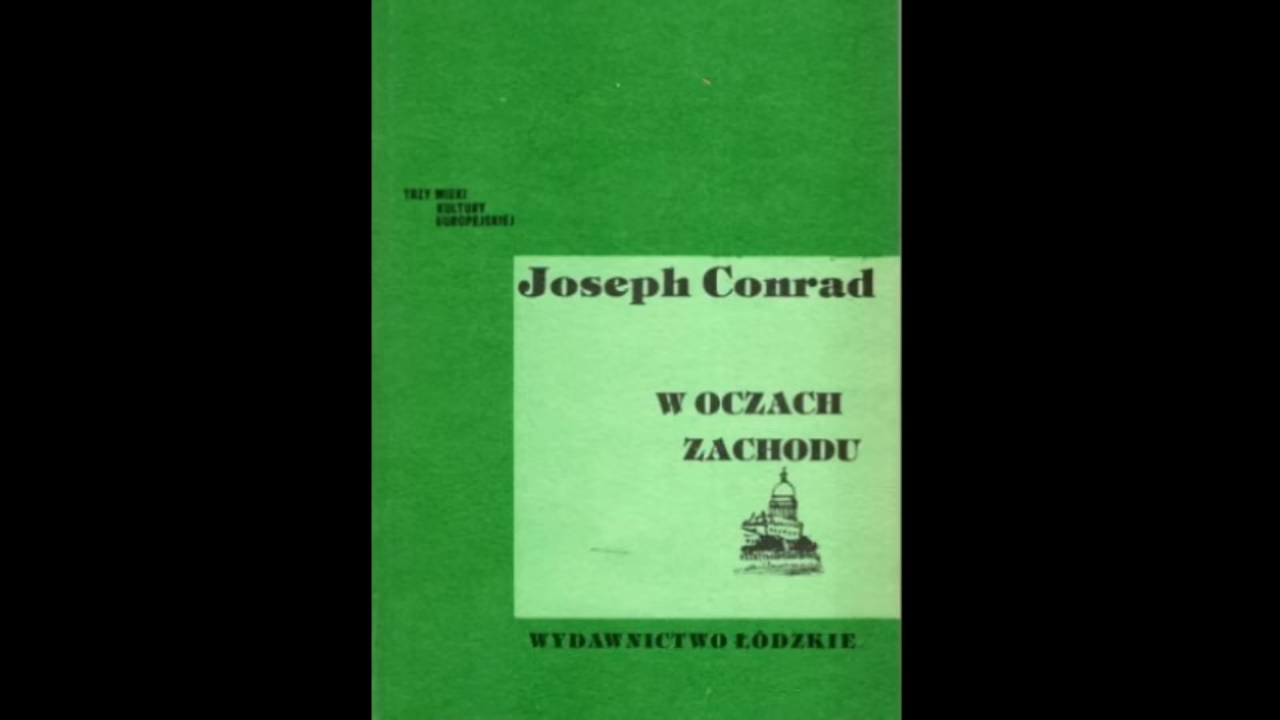 TRZY WIEKI
KULTURY
EUROPEJSKIEJ
Joseph Conrad
W OCZACH
ZACHODU
WYDAWNICTWO ŁÓDZKIE